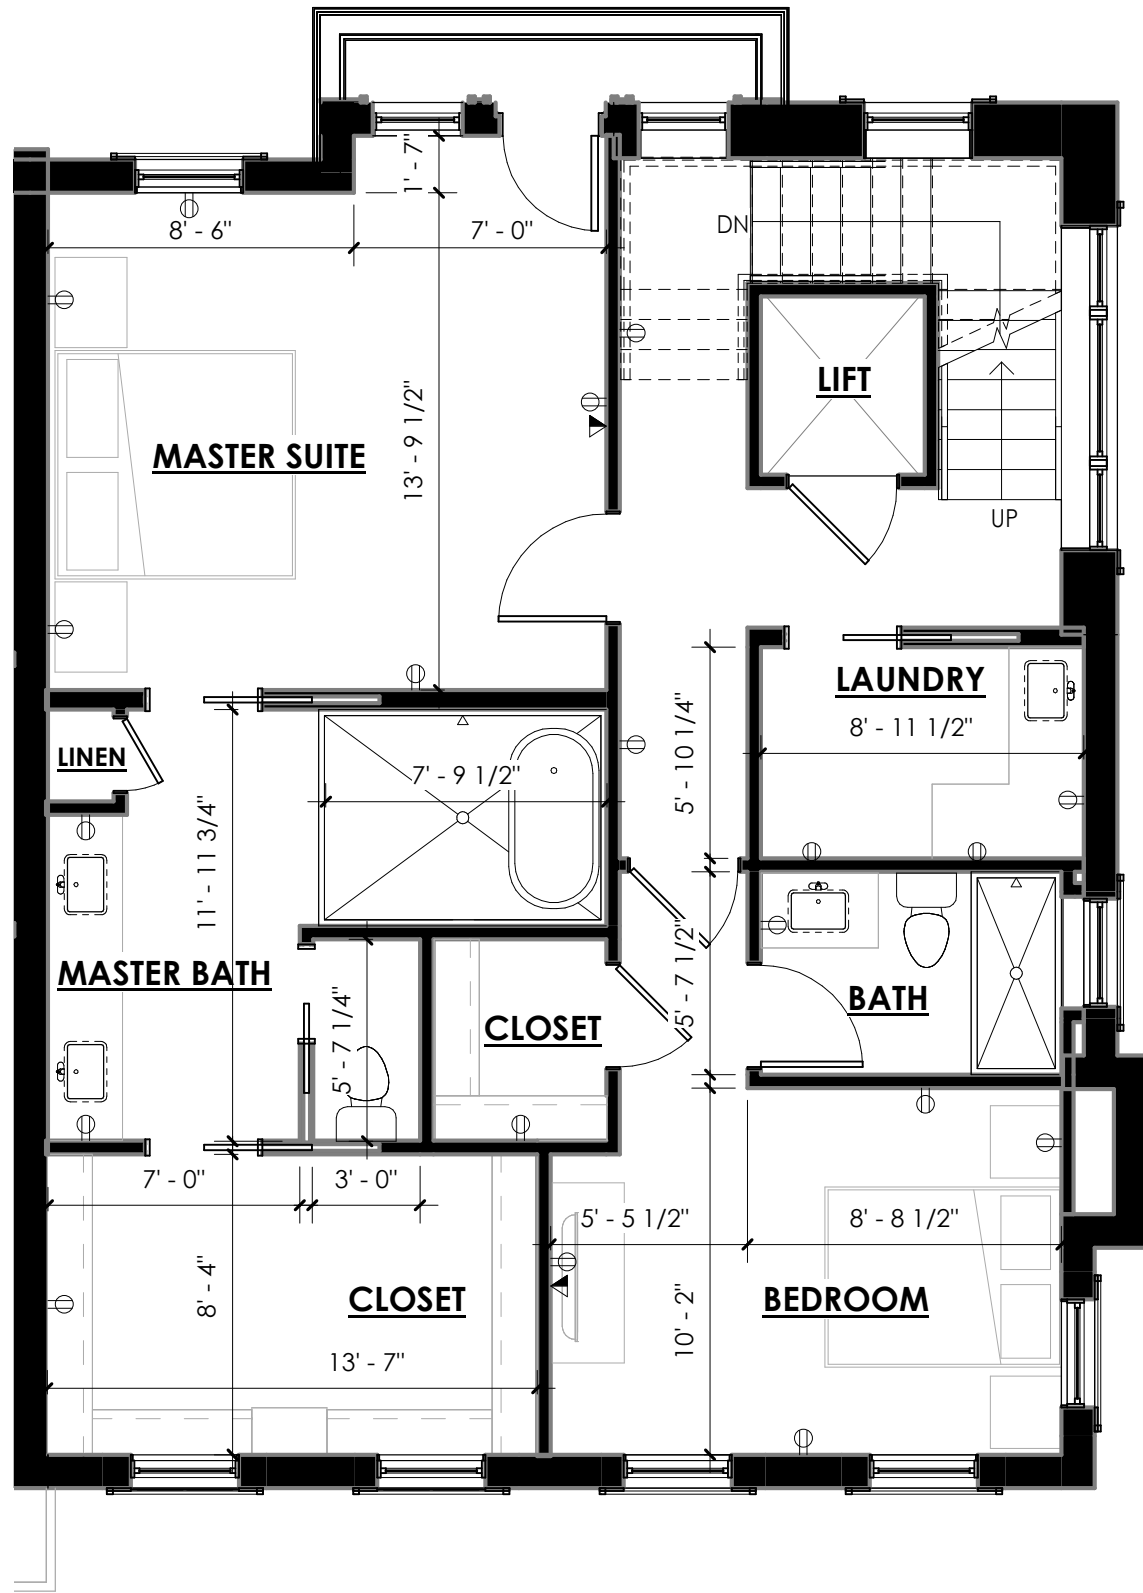 1' - 7"
8' - 6"
7' - 0"
DN
LIFT
13' - 9 1/2"
MASTER SUITE
UP
LAUNDRY
8' - 11 1/2"
LINEN
7' - 9 1/2"
5' - 10 1/4"
11' - 11 3/4"
MASTER BATH
5' - 7 1/4"
CLOSET
5' - 7 1/2"
BATH
7' - 0"
3' - 0"
5' - 5 1/2"
8' - 8 1/2"
8' - 4"
CLOSET
BEDROOM
10' - 2"
13' - 7"